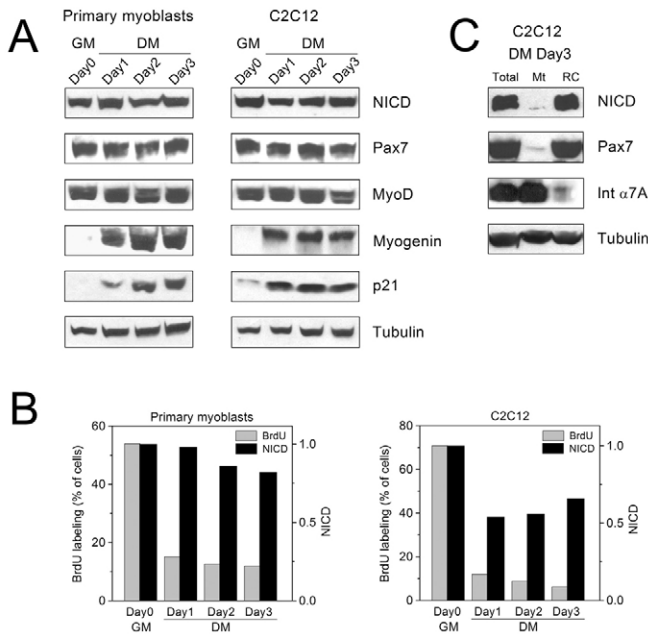 A
Primary myoblasts
GM DM
Day0 Day1 Day2 Day3
C2C12
GM DM
Day0 Day1 Day2 Day3
NICD
Pax7
MyoD
Myogenin
p21
Tubulin
C
C2C12
DM Day3
Total Mt RC
NICD
Pax7
Int α7A
Tubulin
B
Primary myoblasts
BrdU labeling (% of cells)
60
40
20
0
BrdU
NICD
1.0
0.5
0
NICD
Day0 Day1 Day2 Day3
GM DM
C2C12
BrdU labeling (% of cells)
80
60
40
20
0
BrdU
NICD
1.0
0.5
0
NICD
Day0 Day1 Day2 Day3
GM DM